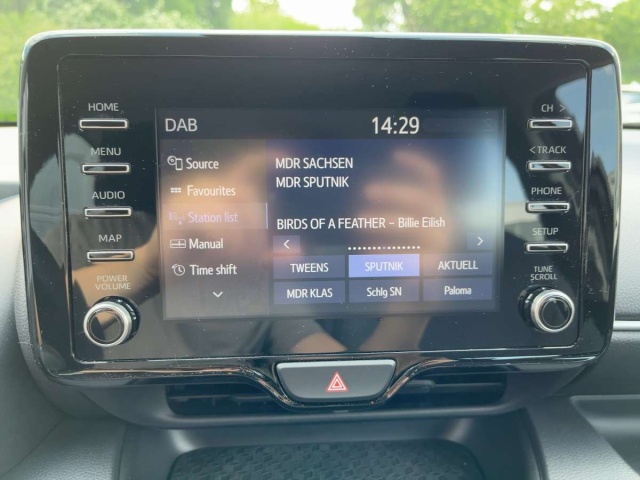 HOME
MENU
AUDIO
MAP
POWER
VOLUME
DAB
14:29
Source
Favourites
Station list
Manual
Time shift
MDR SACHSEN
MDR SPUTNIK
BIRDS OF A FEATHER – Billie Eilish
TWEENS SPUTNIK AKTUELL
MDR KLAS Schlg SN Paloma
CH >
< TRACK
PHONE
SETUP
TUNE
SCROLL